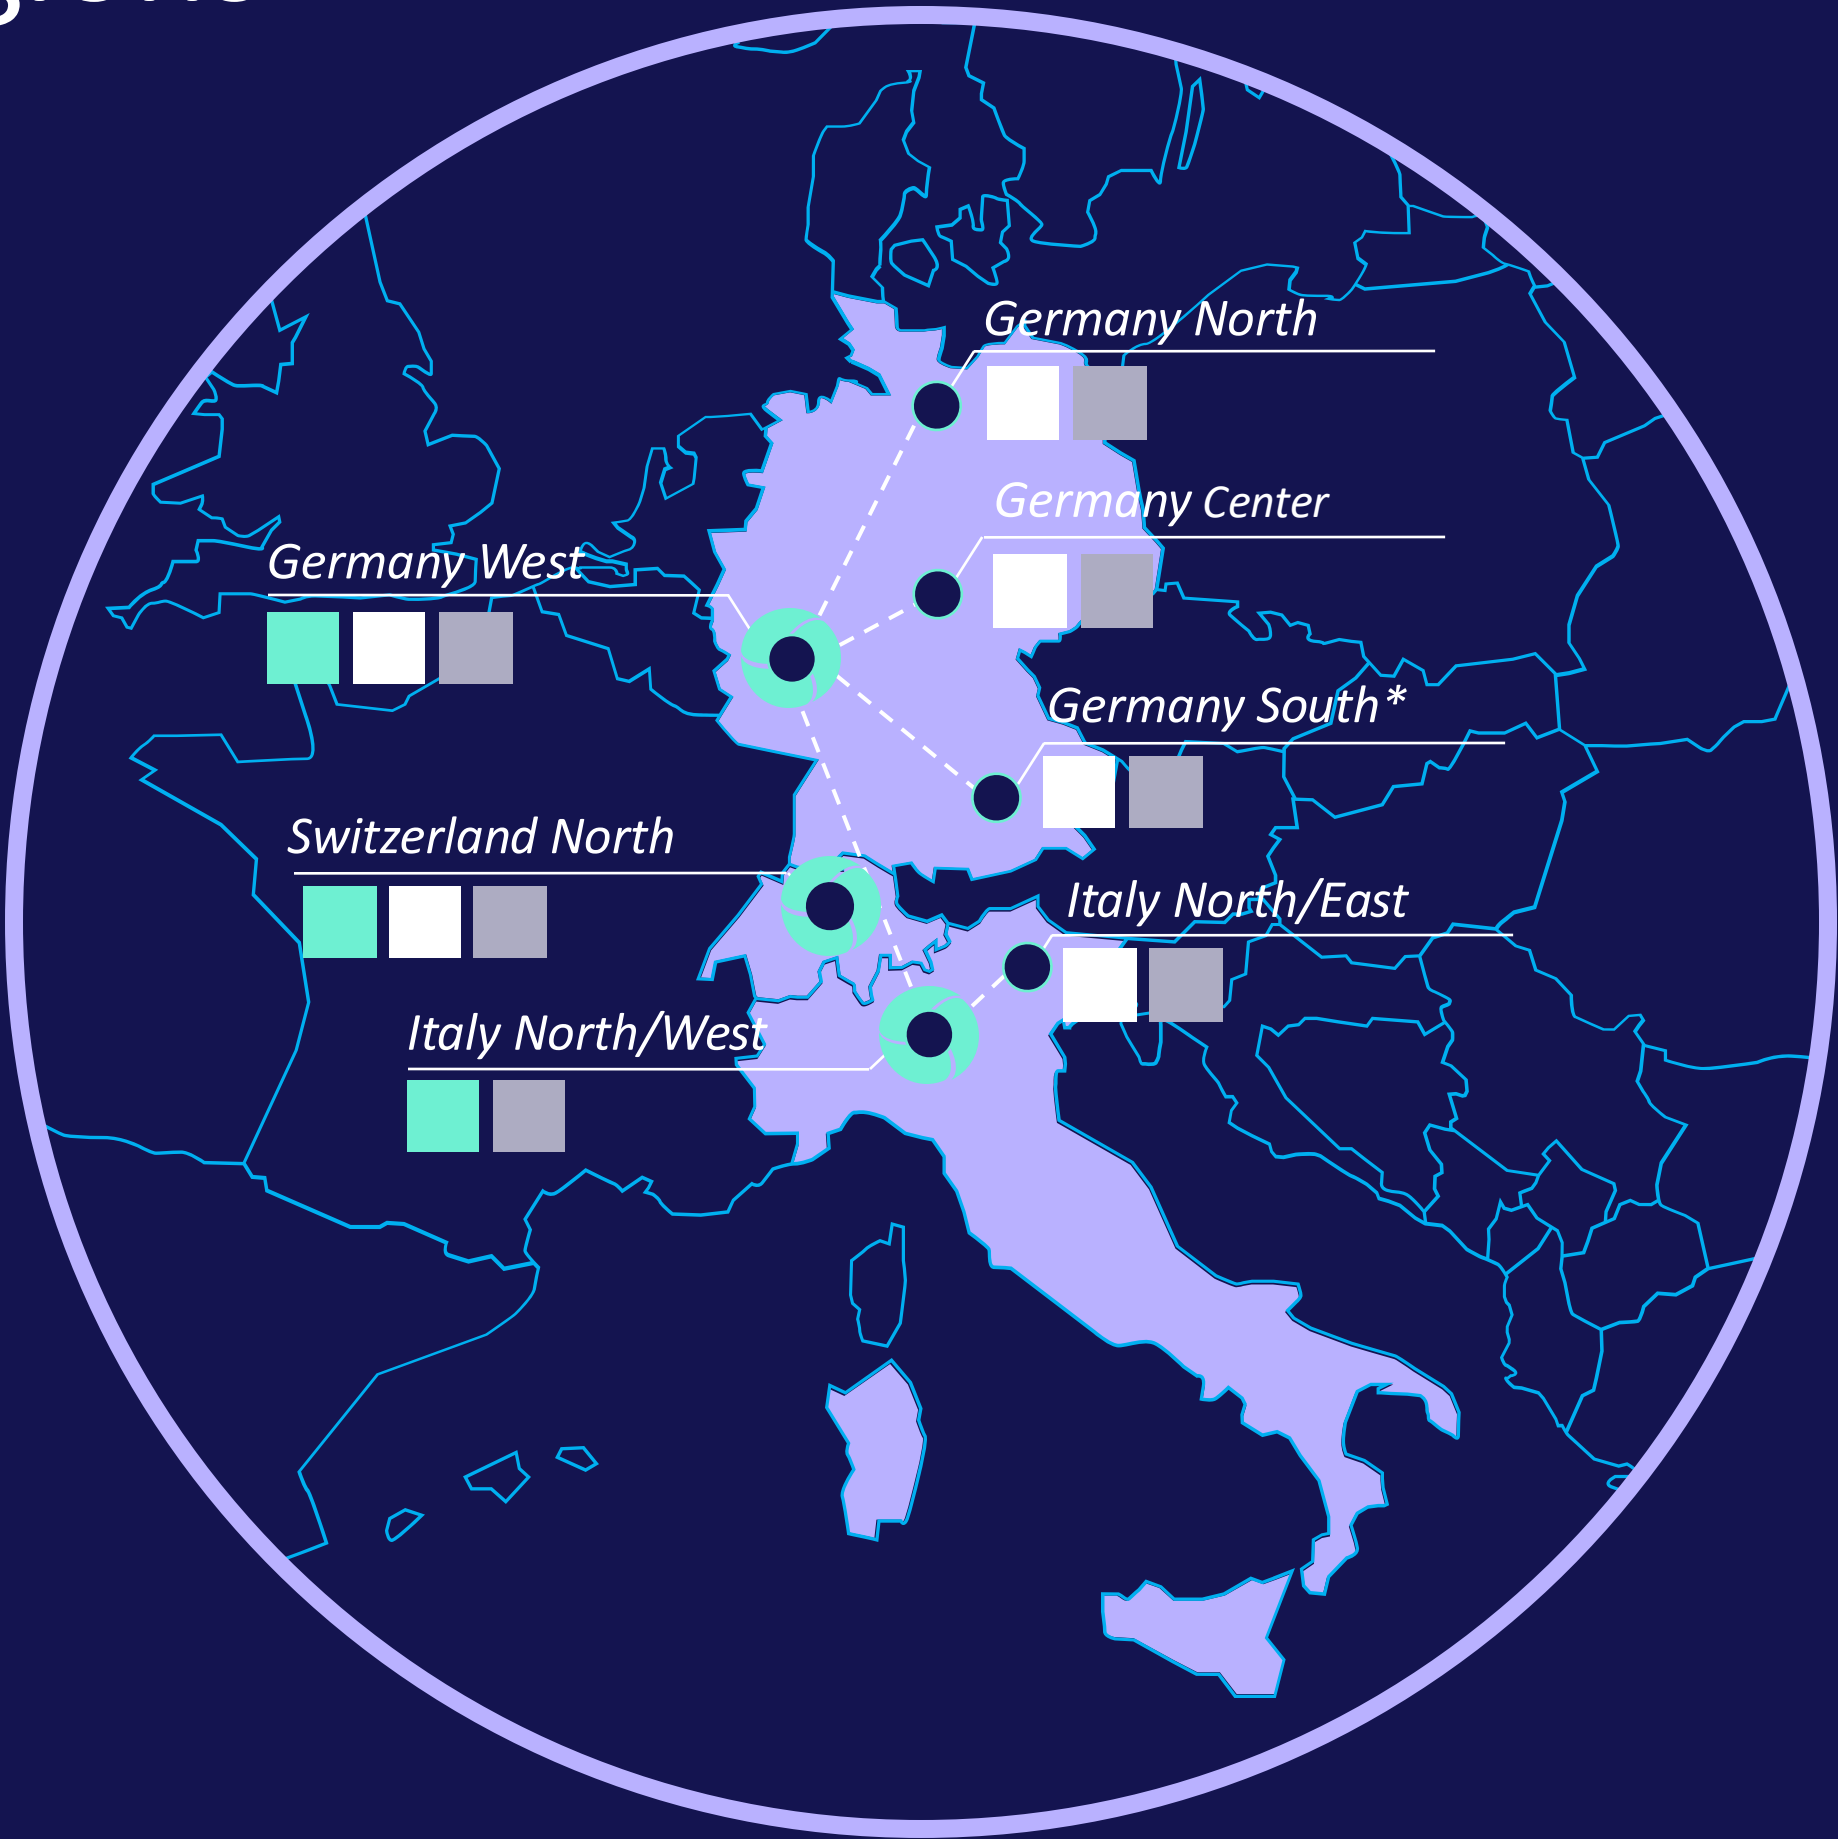 Germany North
Germany Center
Germany West
Germany South*
Switzerland North
Italy North/East
Italy North/West